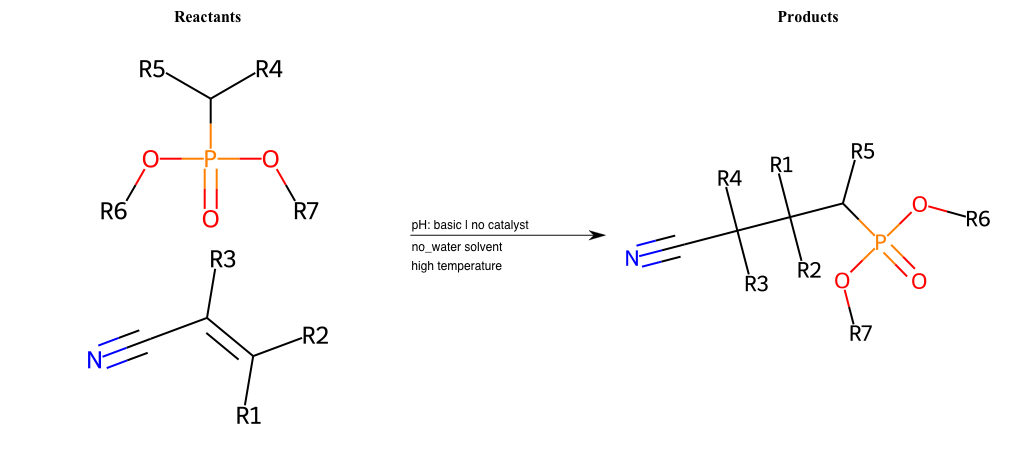 Reactants
Products
R5
R4
O
P
O
R6
O
R7
R3
N
R2
R1
pH: basic | no catalyst
no_water solvent
high temperature
R5
R1
R4
O
R6
P
N
R2
O
O
R3
R7